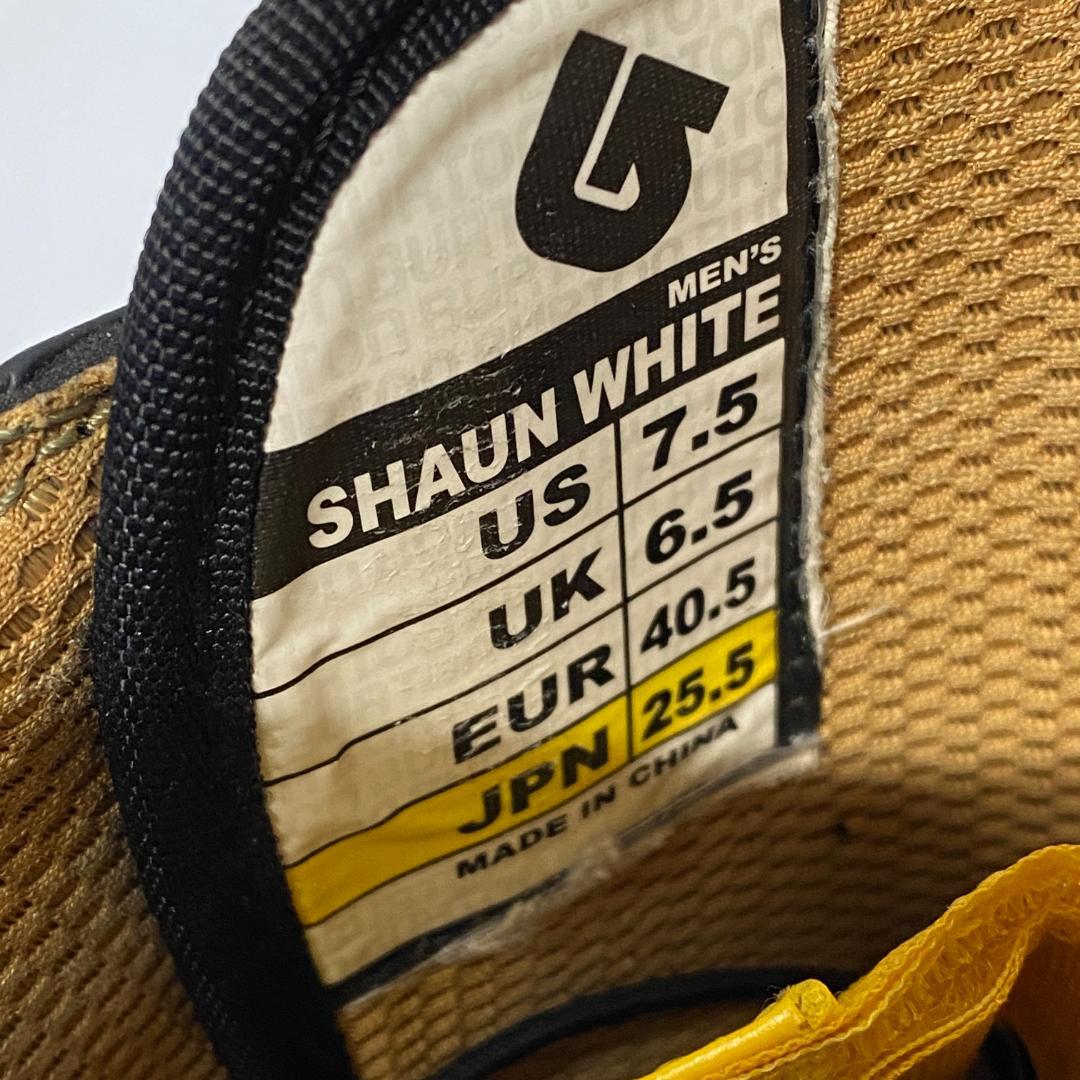 MEN'S
SHAUN WHITE
US 7.5
UK 6.5
EUR 40.5
JPN 25.5
MADE IN CHINA